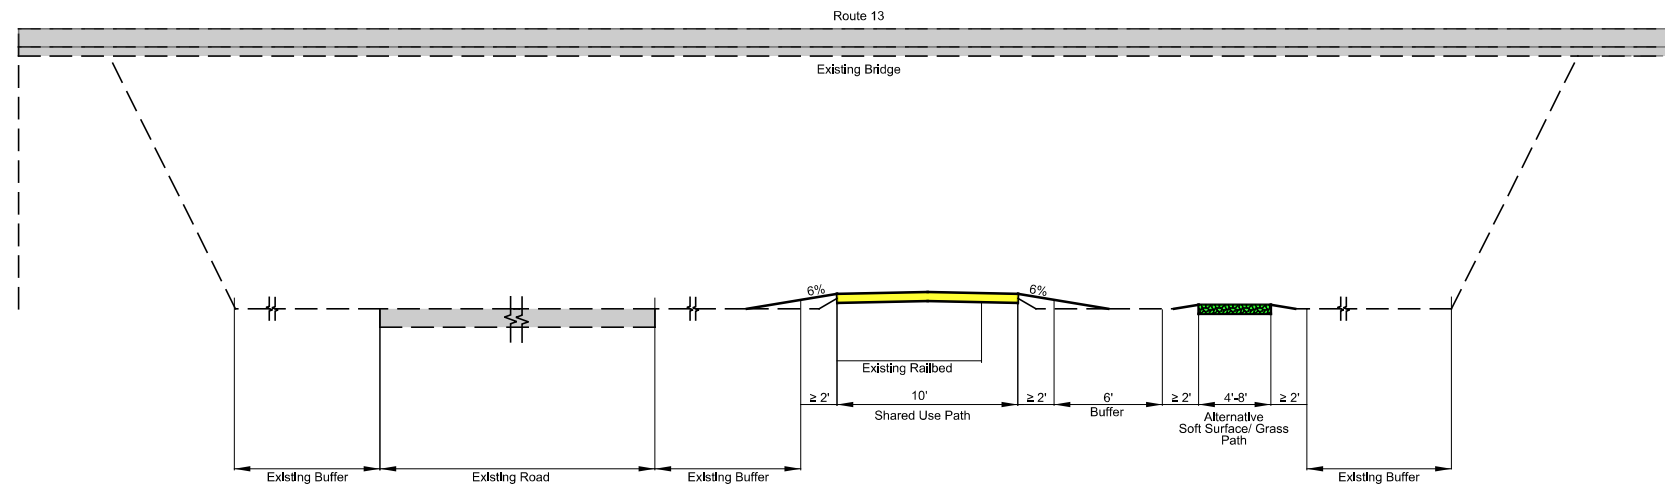 Route 13
Existing Bridge
6%
6%
Existing Railbed
≥ 2'
10'
≥ 2'
6'
≥ 2'
4'-8'
≥ 2'
Shared Use Path
Buffer
Alternative
Soft Surface/ Grass
Path
Existing Buffer
Existing Road
Existing Buffer
Existing Buffer